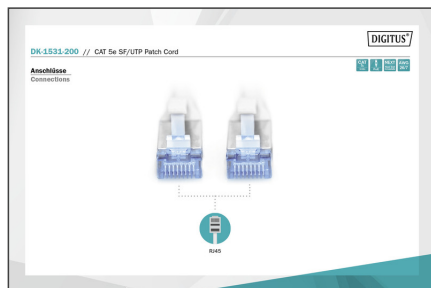 DIGITUS®
DK-1531-200 // CAT 5e SF/UTP Patch Cord
Anschlüsse
Connections
RJ45